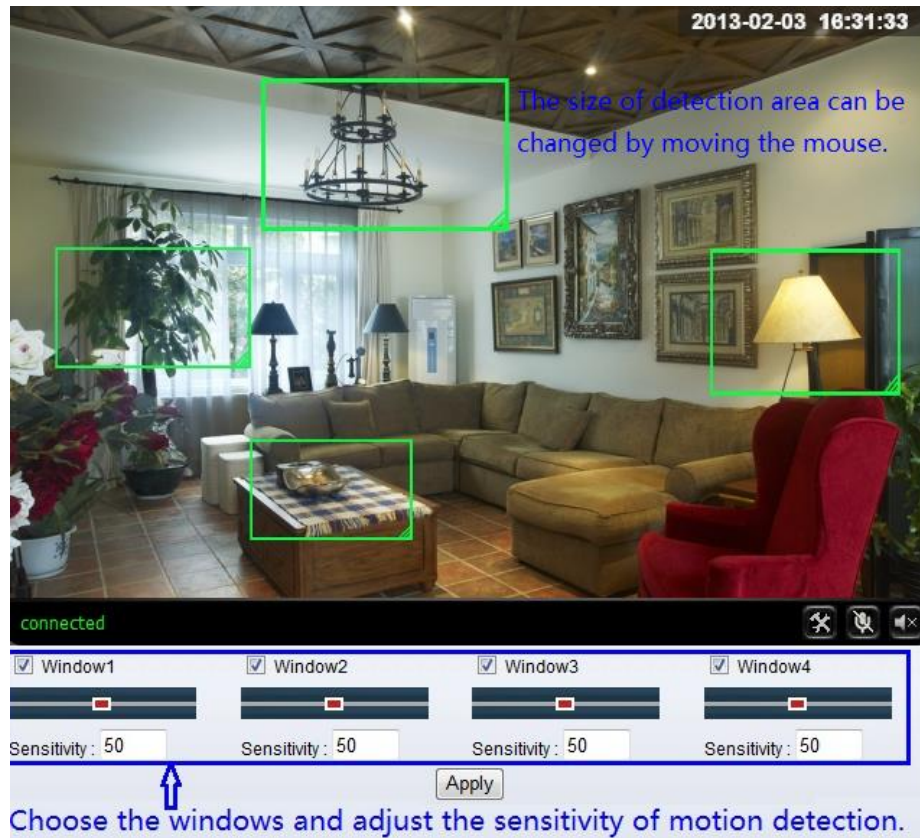 2013-02-03 16:31:33
The size of detection area can be
changed by moving the mouse.
connected
Window1 Window2 Window3 Window4
Sensitivity : 50 Sensitivity : 50 Sensitivity : 50 Sensitivity : 50
Apply
Choose the windows and adjust the sensitivity of motion detection.